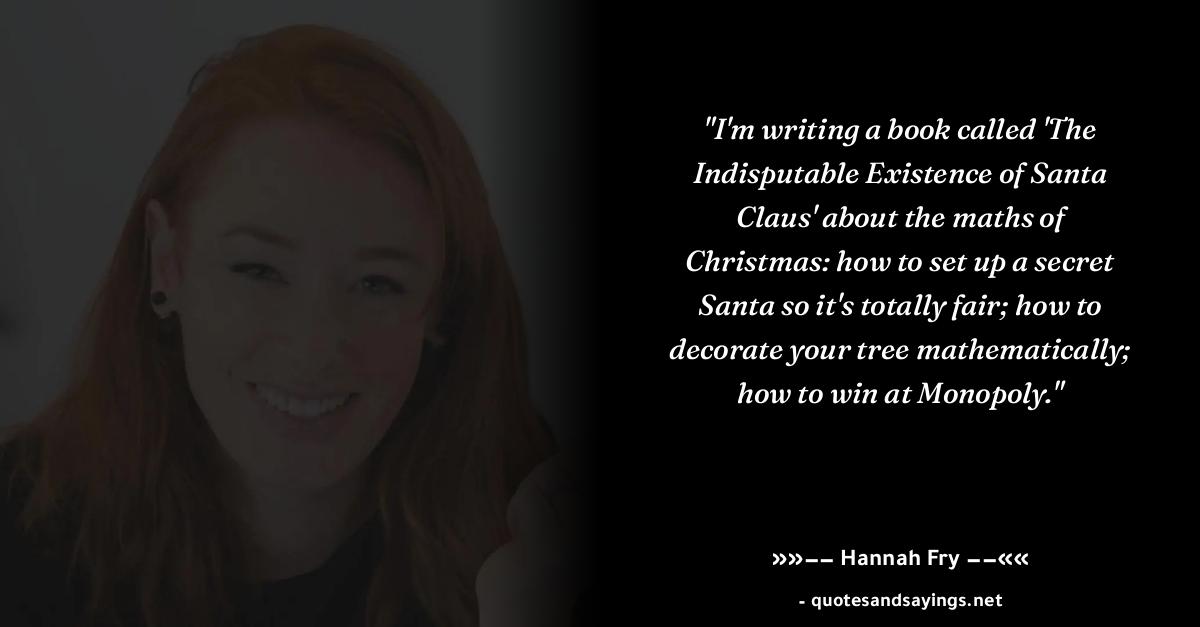 "I'm writing a book called 'The
Indisputable Existence of Santa
Claus' about the maths of
Christmas: how to set up a secret
Santa so it's totally fair; how to
decorate your tree mathematically;
how to win at Monopoly."
»»–– Hannah Fry ––««
- quotesandsayings.net